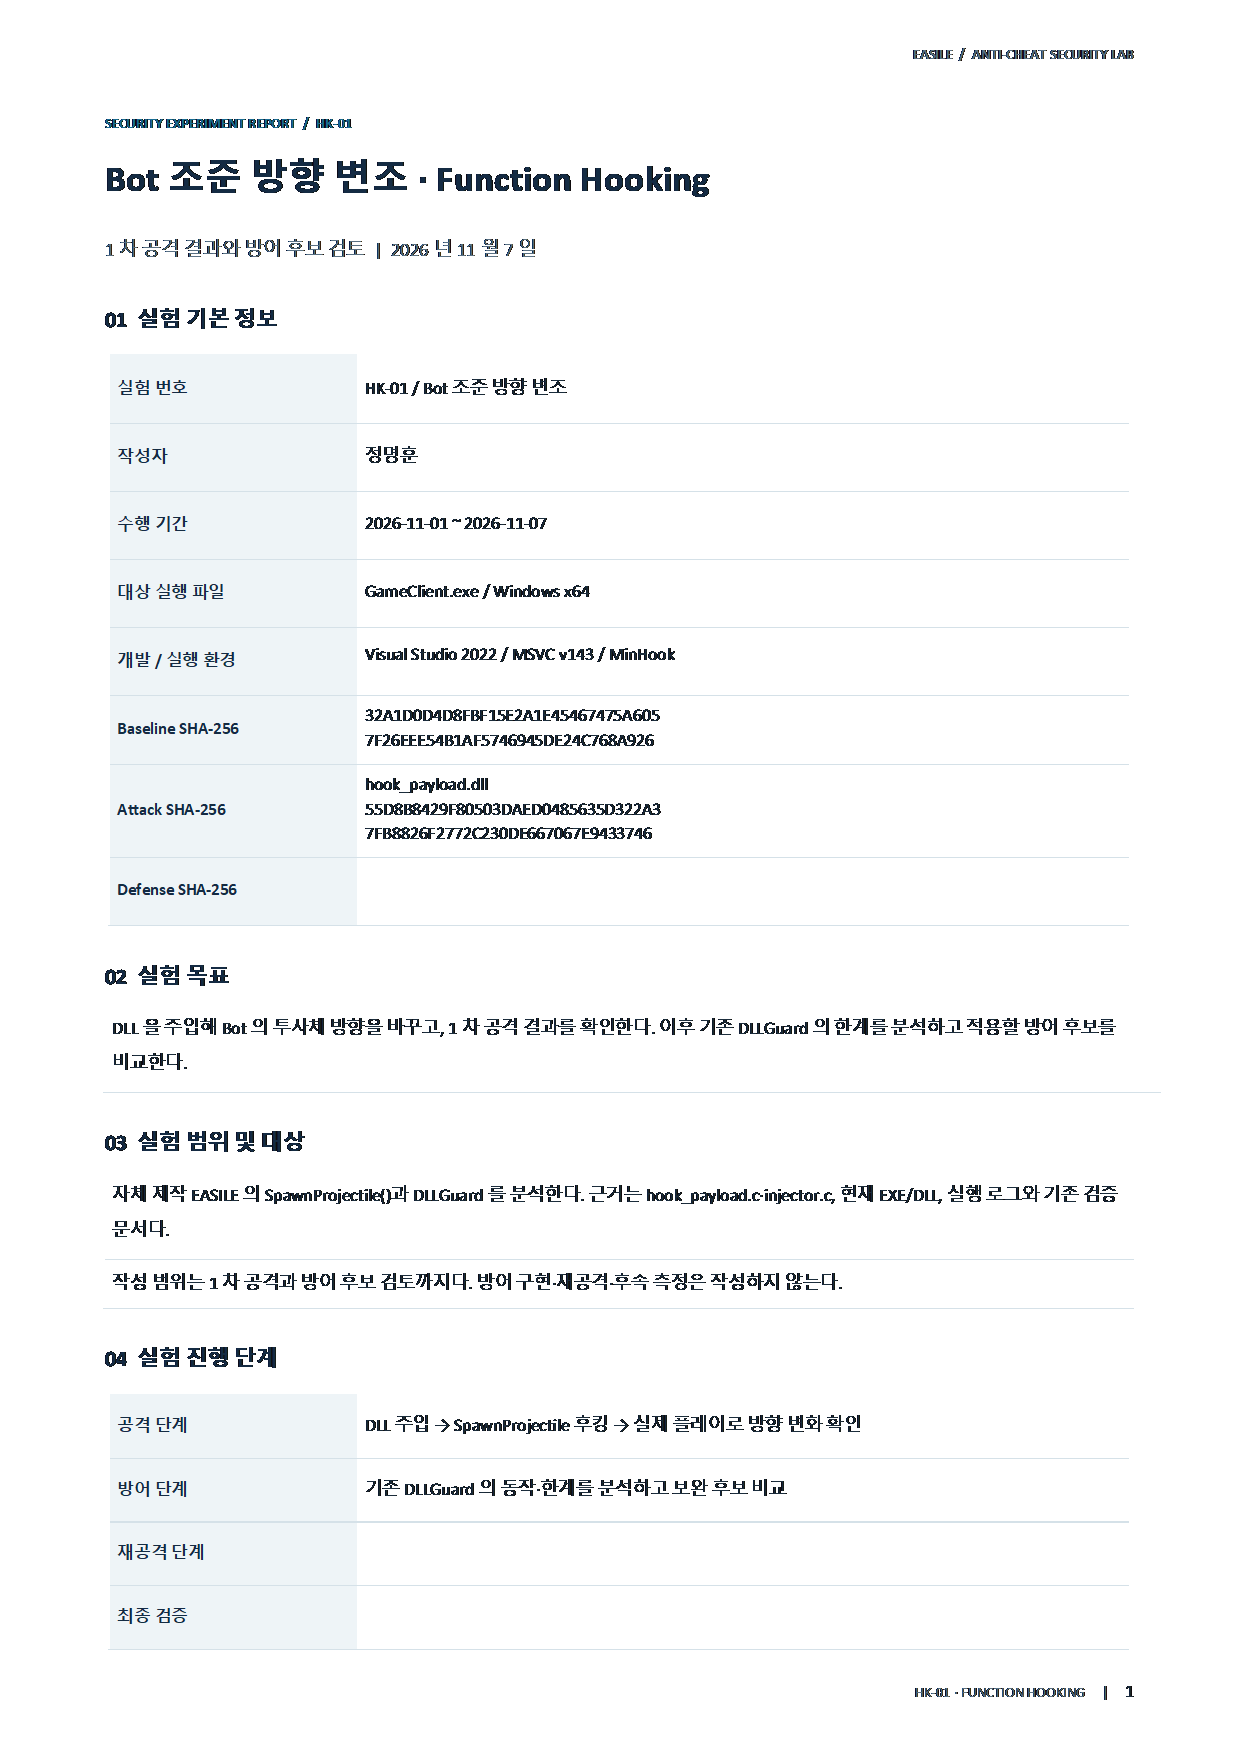 EASILE / ANTI-CHEAT SECURITY LAB
SECURITY EXPERIMENT REPORT / HK-01
Bot 조준 방향 변조 · Function Hooking
1 차 공격 결과와 방어 후보 검토 | 2026 년 11 월 7 일
01 실험 기본 정보
실험 번호 HK-01 / Bot 조준 방향 변조
작성자 정명훈
수행 기간 2026-11-01 ~ 2026-11-07
대상 실행 파일 GameClient.exe / Windows x64
개발 / 실행 환경 Visual Studio 2022 / MSVC v143 / MinHook
Baseline SHA-256 32A1D0D4D8FBF15E2A1E45467475A605
7F26EEE54B1AF5746945DE24C768A926
Attack SHA-256 hook_payload.dll
55D8B8429F80503DAED0485635D322A3
7FB8826F2772C230DE667067E9433746
Defense SHA-256
02 실험 목표
DLL 을 주입해 Bot 의 투사체 방향을 바꾸고, 1 차 공격 결과를 확인한다. 이후 기존 DLLGuard 의 한계를 분석하고 적용할 방어 후보를
비교한다.
03 실험 범위 및 대상
자체 제작 EASILE 의 SpawnProjectile()과 DLLGuard 를 분석한다. 근거는 hook_payload.c·injector.c, 현재 EXE/DLL, 실행 로그와 기존 검증
문서다.
작성 범위는 1 차 공격과 방어 후보 검토까지다. 방어 구현·재공격·후속 측정은 작성하지 않는다.
04 실험 진행 단계
공격 단계 DLL 주입 → SpawnProjectile 후킹 → 실제 플레이로 방향 변화 확인
방어 단계 기존 DLLGuard 의 동작·한계를 분석하고 보완 후보 비교
재공격 단계
최종 검증
HK-01 · FUNCTION HOOKING | 1